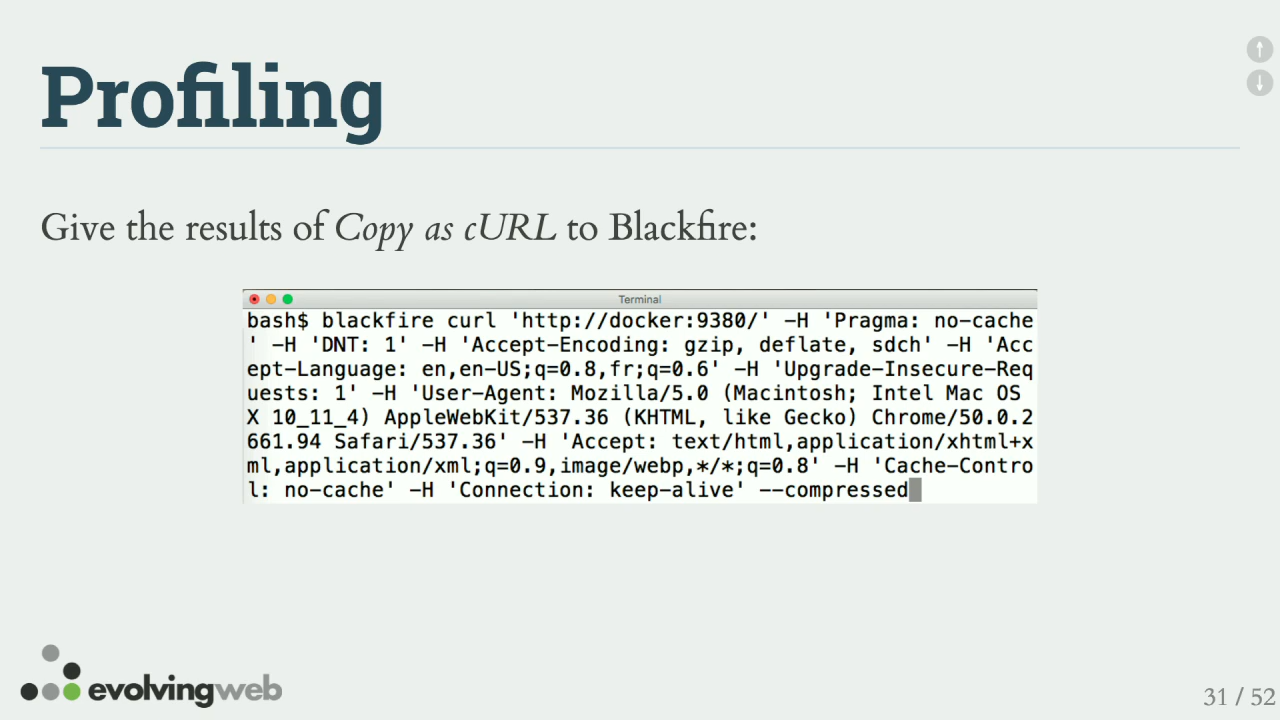 Profiling
Give the results of Copy as cURL to Blackfire:
Terminal
bash$ blackfire curl 'http://docker:9380/' -H 'Pragma: no-cache
' -H 'DNT: 1' -H 'Accept-Encoding: gzip, deflate, sdch' -H 'Acc
ept-Language: en,en-US;q=0.8,fr;q=0.6' -H 'Upgrade-Insecure-Req
uests: 1' -H 'User-Agent: Mozilla/5.0 (Macintosh; Intel Mac OS
X 10_11_4) AppleWebKit/537.36 (KHTML, like Gecko) Chrome/50.0.2
661.94 Safari/537.36' -H 'Accept: text/html,application/xhtml+x
ml,application/xml;q=0.9,image/webp,*/*;q=0.8' -H 'Cache-Contro
l: no-cache' -H 'Connection: keep-alive' --compressed
evolvingweb
31 / 52